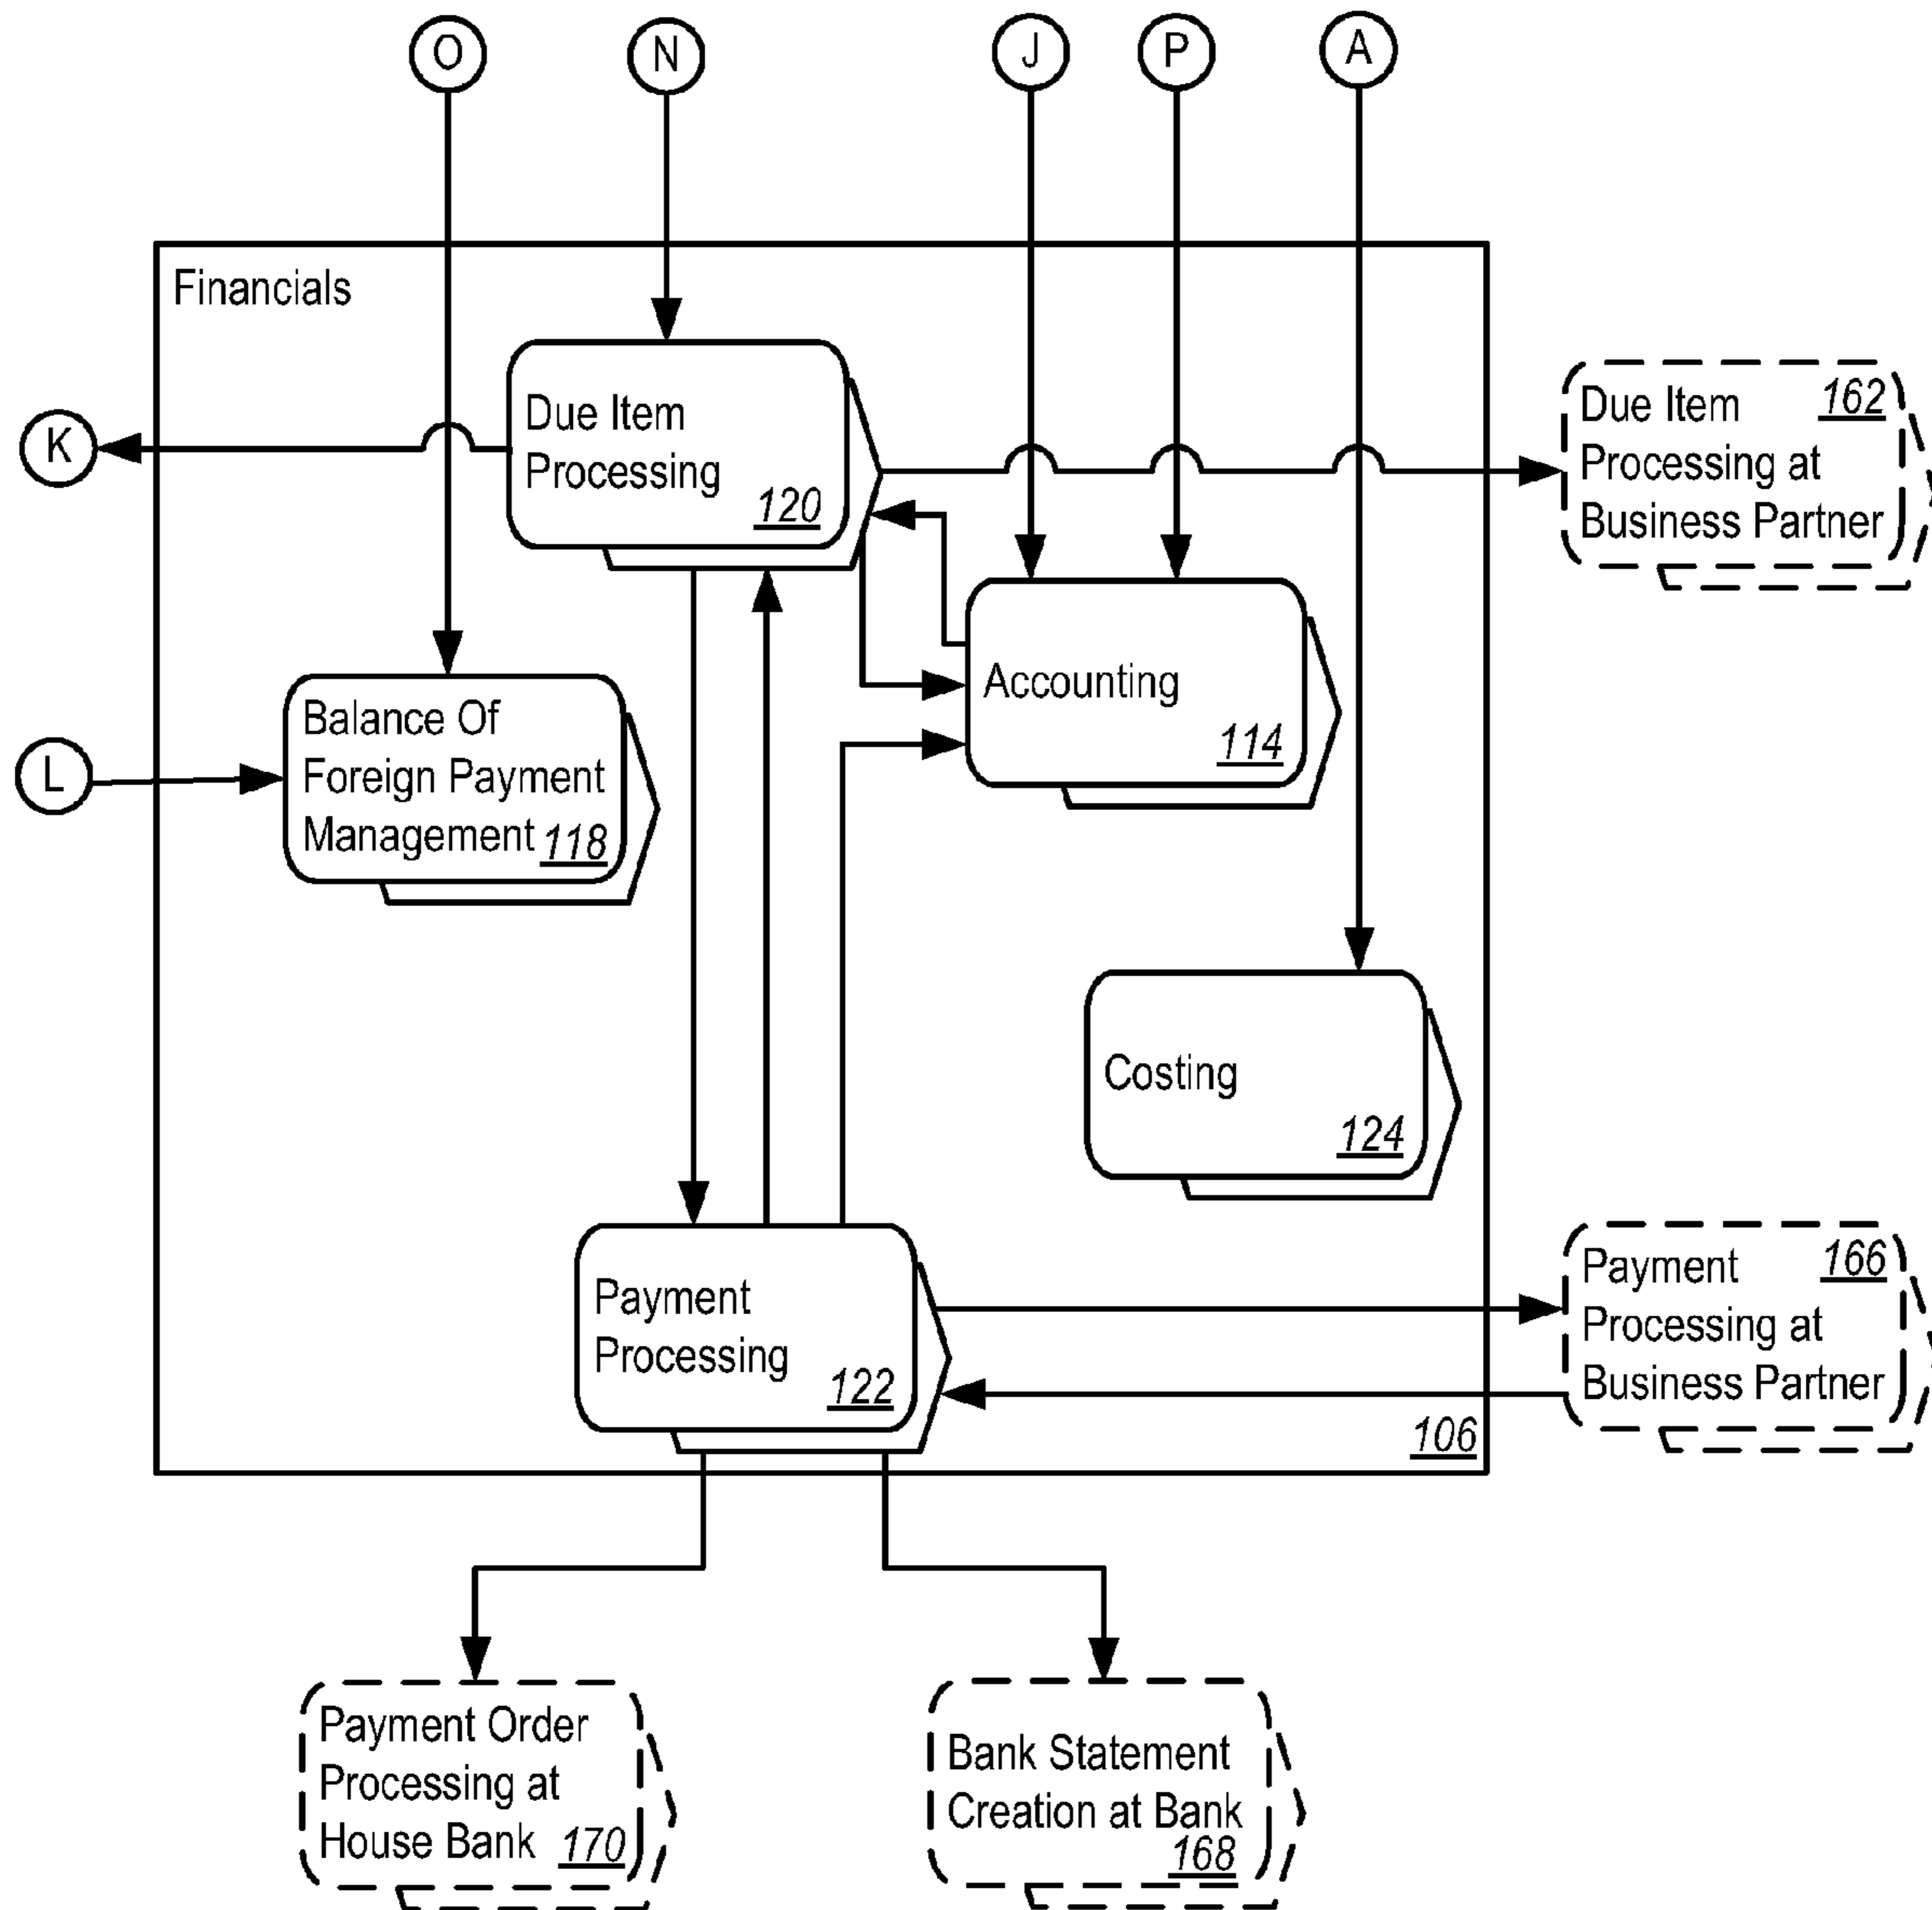 O
N
J
P
A
Financials
K
Due Item
Processing
120
Due Item
162
Processing at
Business Partner
L
Balance Of
Foreign Payment
Management 118
Accounting
114
Costing
124
Payment
Processing
122
Payment
166
Processing at
Business Partner
106
Payment Order
Processing at
House Bank 170
Bank Statement
Creation at Bank
168